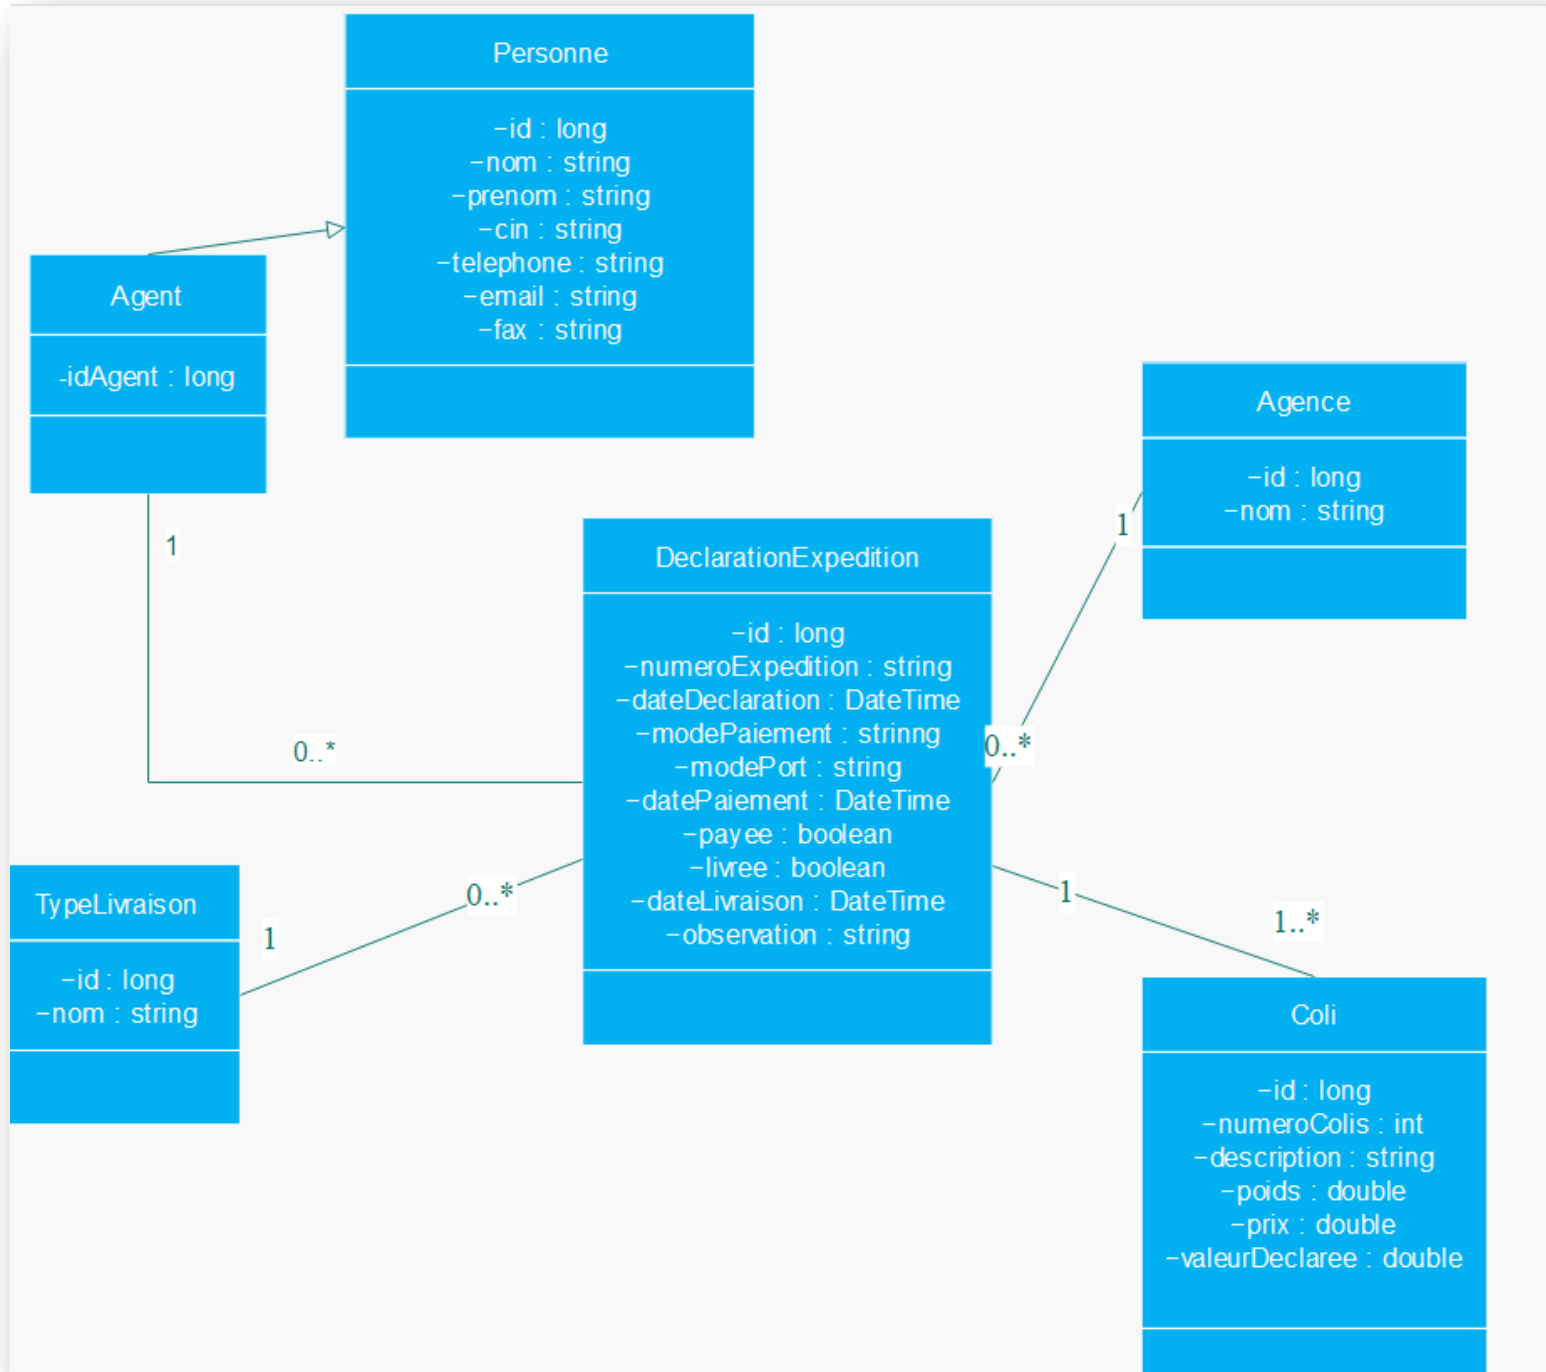 Personne
−id : long
−nom : string
−prenom : string
−cin : string
−telephone : string
−email : string
−fax : string
Agent
-idAgent : long
1
0..*
Agence
−id : long
−nom : string
1
0..*
DeclarationExpedition
−id : long
−numeroExpedition : string
−dateDeclaration : DateTime
−modePaiement : strinng
−modePort : string
−datePaiement : DateTime
−payee : boolean
−livree : boolean
−dateLivraison : DateTime
−observation : string
TypeLivraison
−id : long
−nom : string
1
0..*
1
1..*
Coli
−id : long
−numeroColis : int
−description : string
−poids : double
−prix : double
−valeurDeclaree : double